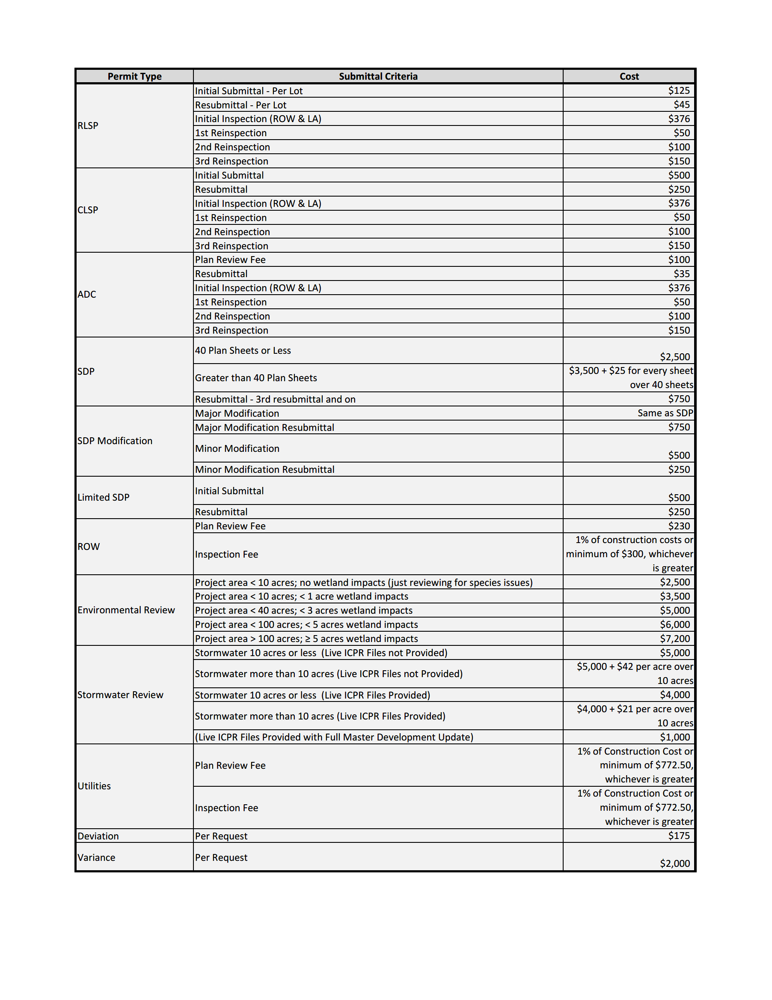 Permit Type Submittal Criteria Cost
RLSP
Initial Submittal - Per Lot $125
Resubmittal - Per Lot $45
Initial Inspection (ROW & LA) $376
1st Reinspection $50
2nd Reinspection $100
3rd Reinspection $150
CLSP
Initial Submittal $500
Resubmittal $250
Initial Inspection (ROW & LA) $376
1st Reinspection $50
2nd Reinspection $100
3rd Reinspection $150
ADC
Plan Review Fee $100
Resubmittal $35
Initial Inspection (ROW & LA) $376
1st Reinspection $50
2nd Reinspection $100
3rd Reinspection $150
SDP
40 Plan Sheets or Less $2,500
Greater than 40 Plan Sheets
$3,500 + $25 for every sheet
over 40 sheets
Resubmittal - 3rd resubmittal and on $750
SDP Modification
Major Modification Same as SDP
Major Modification Resubmittal $750
Minor Modification $500
Minor Modification Resubmittal $250
Limited SDP
Initial Submittal $500
Resubmittal $250
ROW
Plan Review Fee $230
Inspection Fee
1% of construction costs or
minimum of $300, whichever
is greater
Environmental Review
Project area < 10 acres; no wetland impacts (just reviewing for species issues) $2,500
Project area < 10 acres; < 1 acre wetland impacts $3,500
Project area < 40 acres; < 3 acres wetland impacts $5,000
Project area < 100 acres; < 5 acres wetland impacts $6,000
Project area > 100 acres; ≥ 5 acres wetland impacts $7,200
Stormwater Review
Stormwater 10 acres or less  (Live ICPR Files not Provided) $5,000
Stormwater more than 10 acres (Live ICPR Files not Provided)
$5,000 + $42 per acre over
10 acres
Stormwater 10 acres or less  (Live ICPR Files Provided) $4,000
Stormwater more than 10 acres (Live ICPR Files Provided)
$4,000 + $21 per acre over
10 acres
(Live ICPR Files Provided with Full Master Development Update) $1,000
Utilities
Plan Review Fee
1% of Construction Cost or
minimum of $772.50,
whichever is greater
Inspection Fee
1% of Construction Cost or
minimum of $772.50,
whichever is greater
Deviation Per Request $175
Variance Per Request $2,000